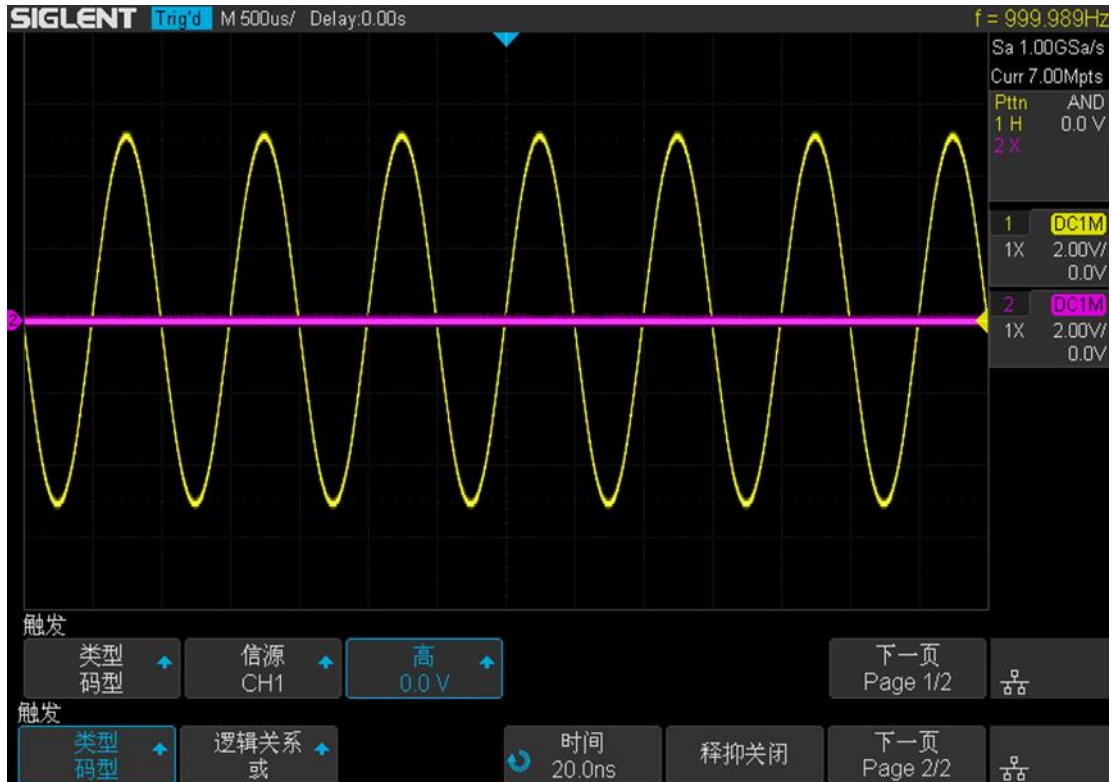 SIGLENT Trig'd M 500us/ Delay:0.00s f = 999.989Hz
Sa 1.00GSa/s
Curr 7.00Mpts
Pttn AND
1 H 0.0 V
2 X
1 DC1M
1X 2.00V/
0.0V
2 DC1M
1X 2.00V/
0.0V
2
触发
类型 信源 高 下一页
码型 CH1 0.0 V Page 1/2
触发
类型 逻辑关系 时间 释抑关闭 下一页
码型 或 20.0ns Page 2/2